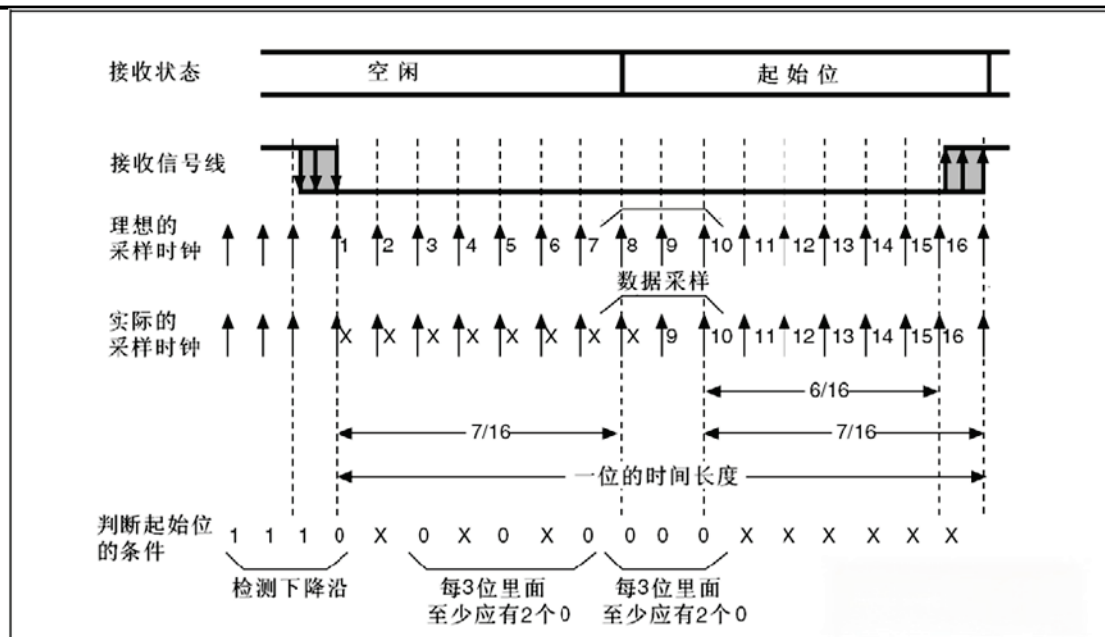 接收状态
空闲
起始位
接收信号线
理想的
采样时钟
1 2 3 4 5 6 7 8 9 10 11 12 13 14 15 16
数据采样
实际的
采样时钟
X X X X X X X X 9 10 11 12 13 14 15 16
6/16
7/16
7/16
一位的时间长度
判断起始位
的条件
1 1 1 0 X 0 X 0 X 0 0 0 0 X X X X X X
检测下降沿
每3位里面
至少应有2个0
每3位里面
至少应有2个0